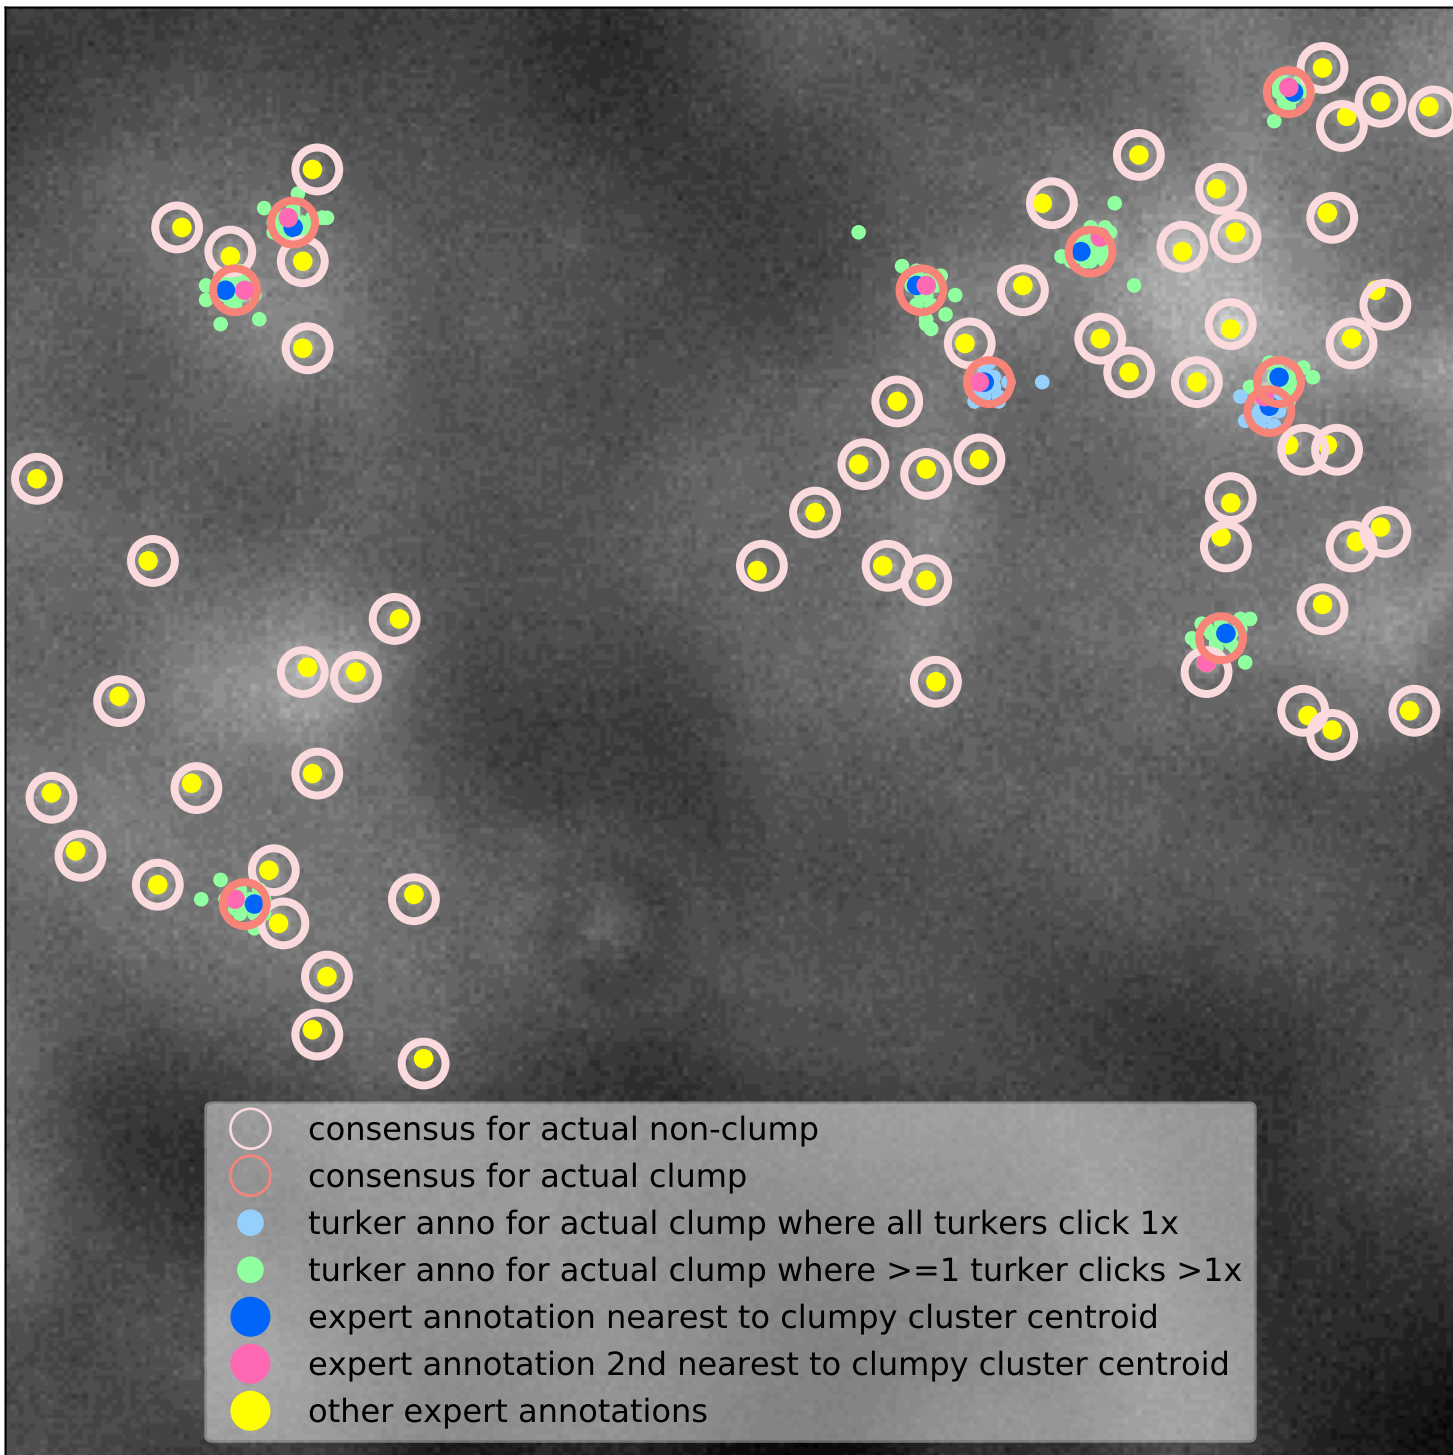 consensus for actual non-clump
consensus for actual clump
turker anno for actual clump where all turkers click 1x
turker anno for actual clump where >=1 turker clicks >1x
expert annotation nearest to clumpy cluster centroid
expert annotation 2nd nearest to clumpy cluster centroid
other expert annotations